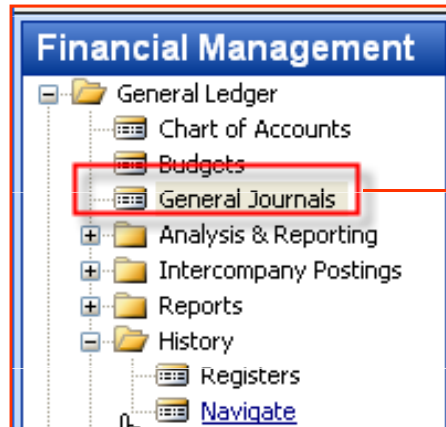 Financial Management
General Ledger
Chart of Accounts
Budgets
General Journals
Analysis & Reporting
Intercompany Postings
Reports
History
Registers
Navigate